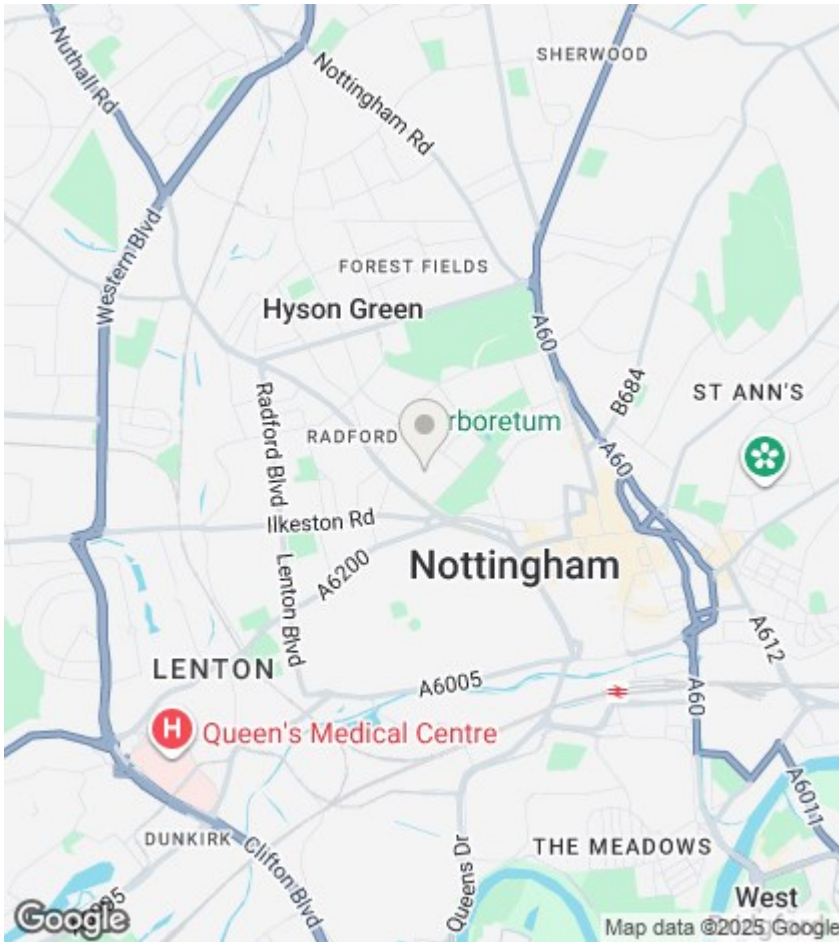 SHERWOOD
Nuthall Rd
Nottingham Rd
Western Blvd
FOREST FIELDS
Hyson Green
A60
B684
ST ANN'S
RADFORD
rboretum
A60
Radford Blvd
Ilkeston Rd
Nottingham
A6200
Lenton Blvd
A612
LENTON
A6005
A60
H
Queen's Medical Centre
A6011
DUNKIRK
Clifton Blvd
Queens Dr
THE MEADOWS
West
Google
Map data ©2025 Google